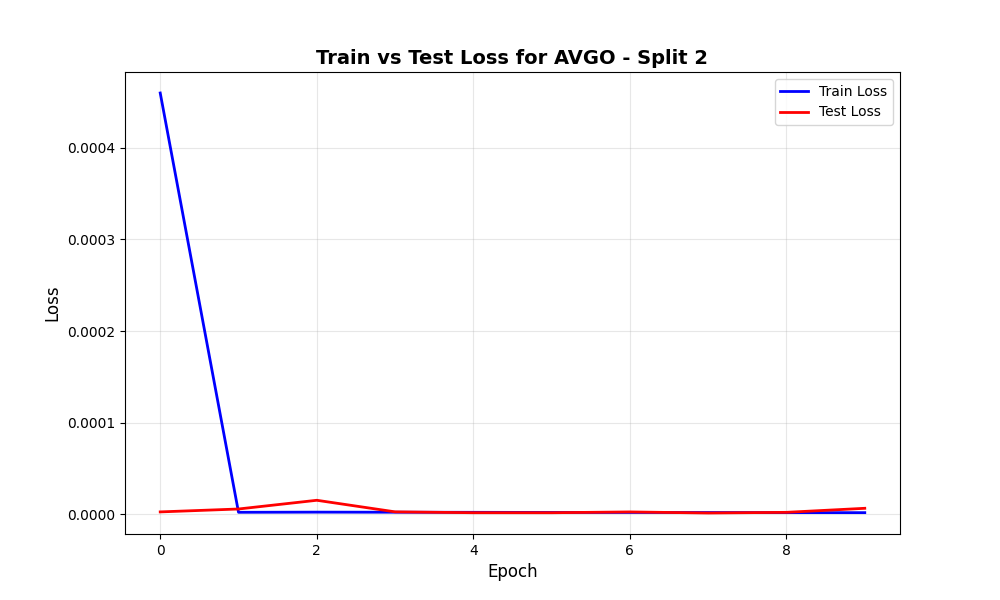 Train vs Test Loss for AVGO - Split 2
Train Loss
Test Loss
0.0004
0.0003
0.0002
0.0001
0.0000
Loss
0 2 4 6 8
Epoch